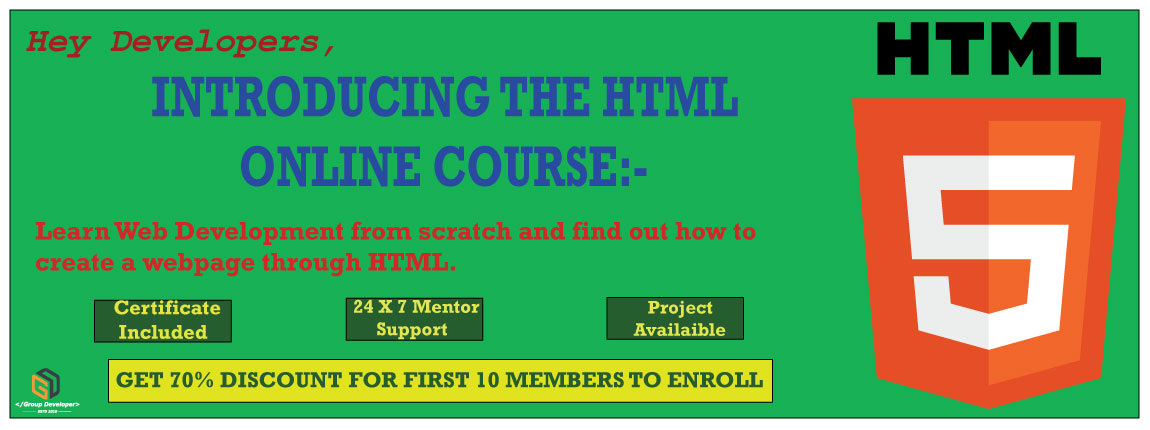 Hey Developers,
HTML
INTRODUCING THE HTML
ONLINE COURSE:-
5
Learn Web Development from scratch and find out how to
create a webpage through HTML.
Certificate
Included
24 X 7 Mentor
Support
Project
Availaible
GET 70% DISCOUNT FOR FIRST 10 MEMBERS TO ENROLL
</Group Developer>